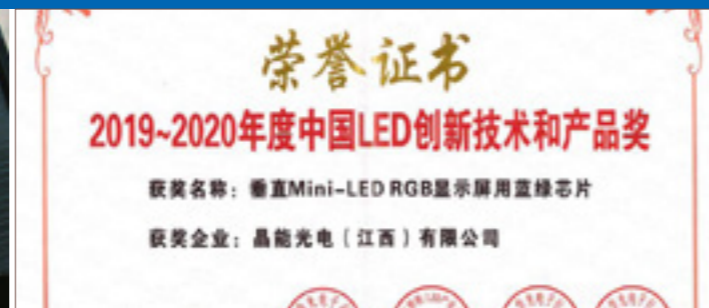 荣誉证书
2019~2020年度中国LED创新技术和产品奖
获奖名称：垂直Mini-LED RGB显示屏用蓝绿芯片
获奖企业：晶能光电（江西）有限公司